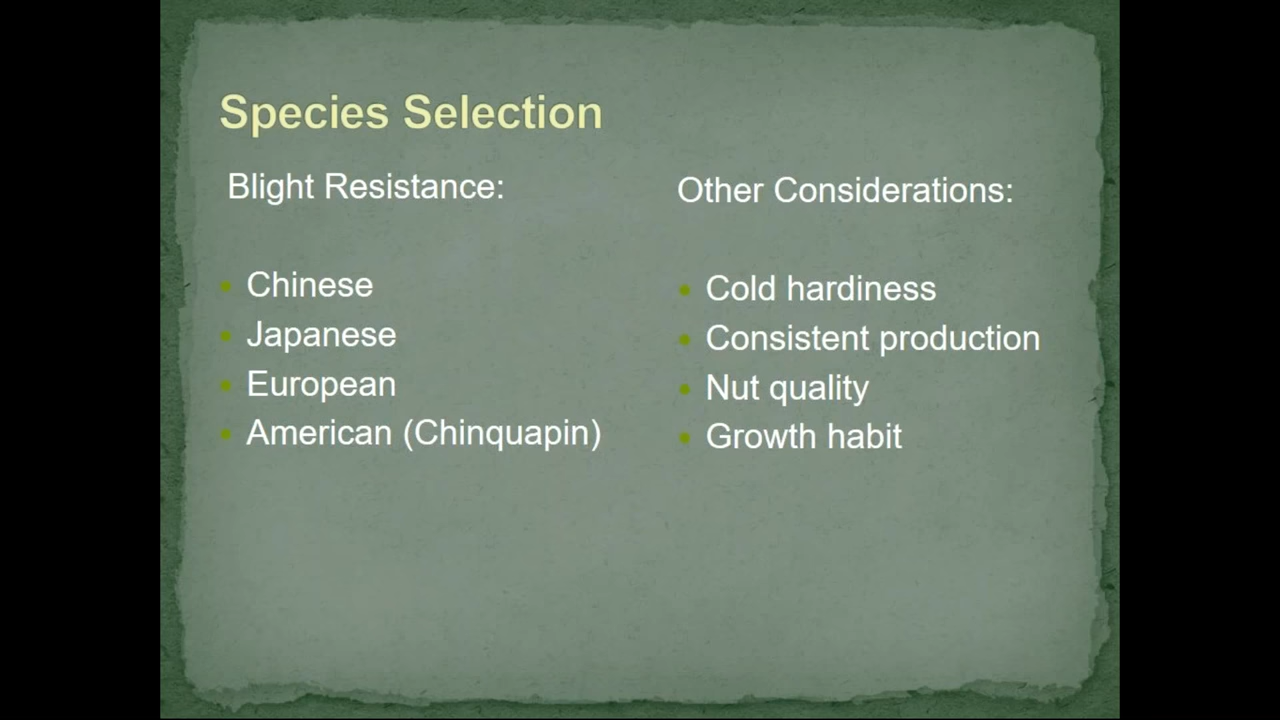 Species Selection
Blight Resistance:
Chinese
Japanese
European
American (Chinquapin)
Other Considerations:
Cold hardiness
Consistent production
Nut quality
Growth habit